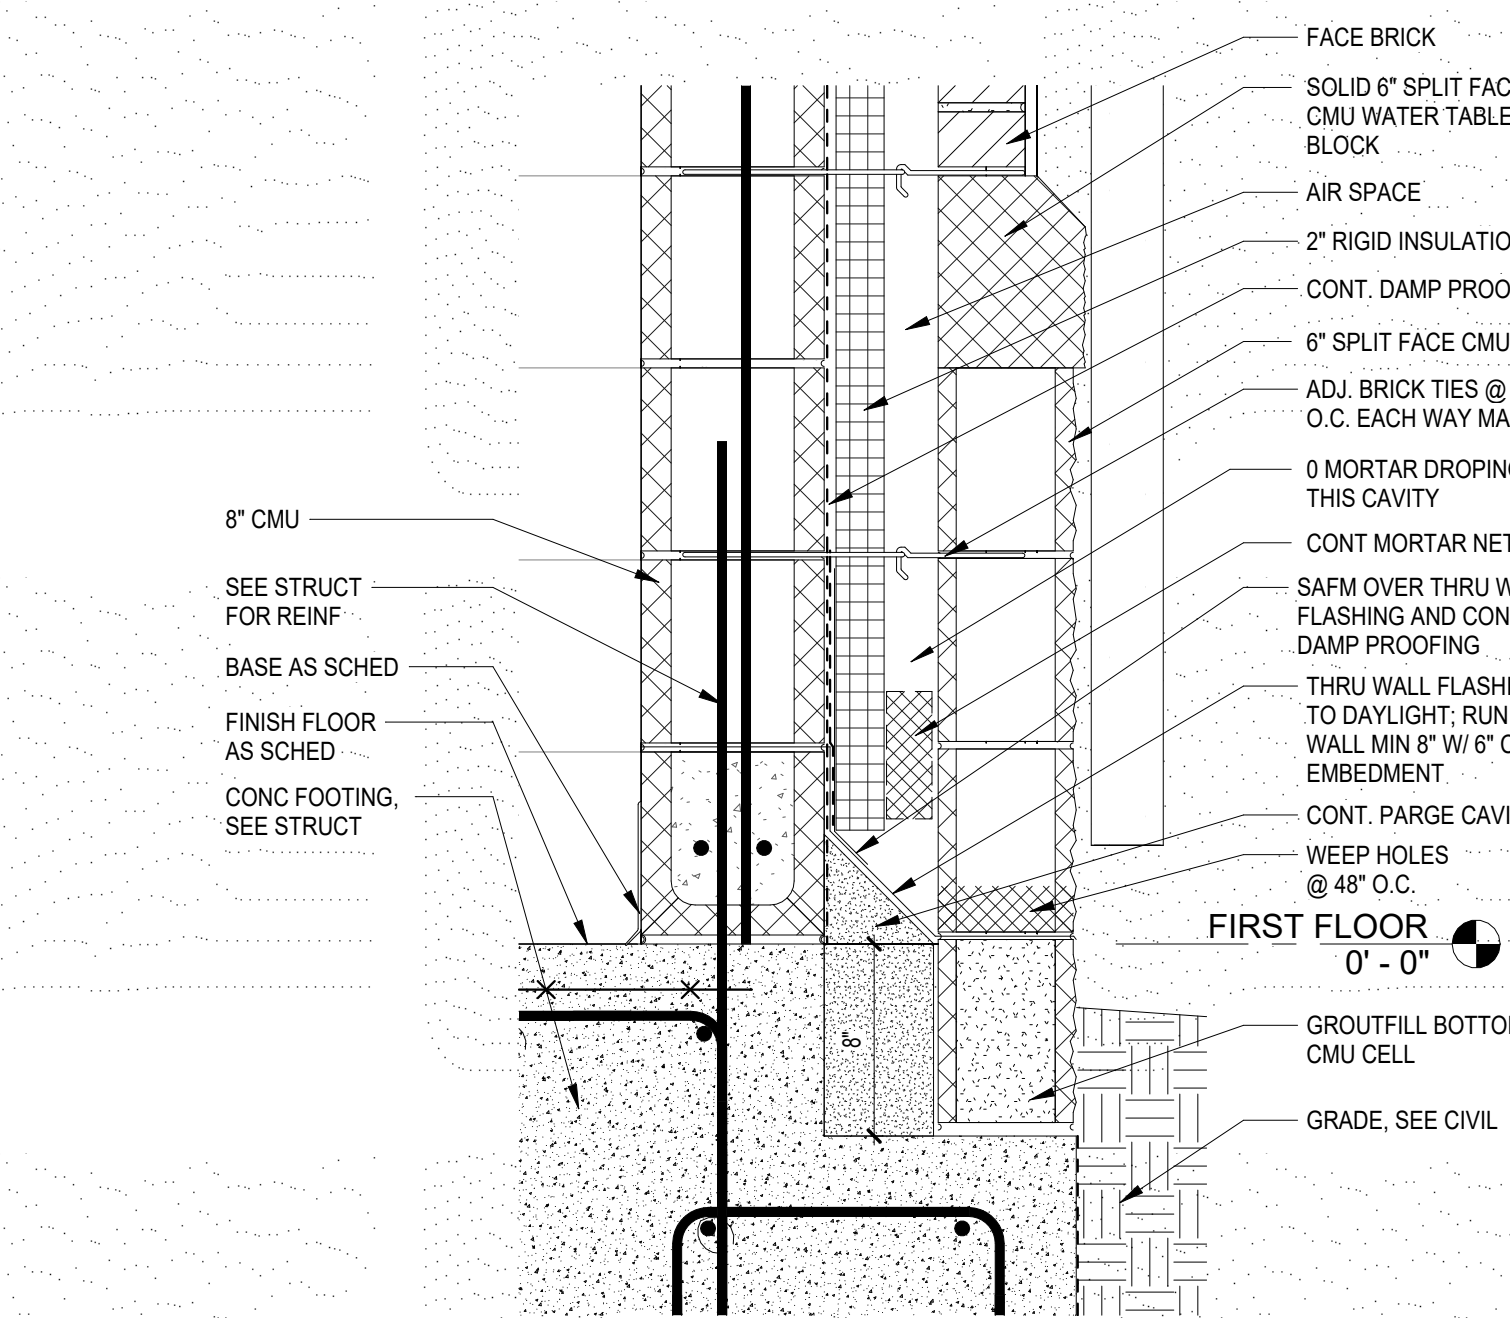 FACE BRICK
SOLID 6" SPLIT FAC
CMU WATER TABLE
BLOCK
AIR SPACE
2" RIGID INSULATIO
CONT. DAMP PROO
6" SPLIT FACE CMU
ADJ. BRICK TIES @
O.C. EACH WAY MA
0 MORTAR DROPING
THIS CAVITY
CONT MORTAR NET
SAFM OVER THRU W
FLASHING AND CON
DAMP PROOFING
THRU WALL FLASHI
TO DAYLIGHT; RUN
WALL MIN 8" W/ 6" C
EMBEDMENT
CONT. PARGE CAVI
WEEP HOLES
@ 48" O.C.
FIRST FLOOR
0' - 0"
GROUTFILL BOTTO
CMU CELL
GRADE, SEE CIVIL
8" CMU
SEE STRUCT
FOR REINF
BASE AS SCHED
FINISH FLOOR
AS SCHED
CONC FOOTING,
SEE STRUCT
8"